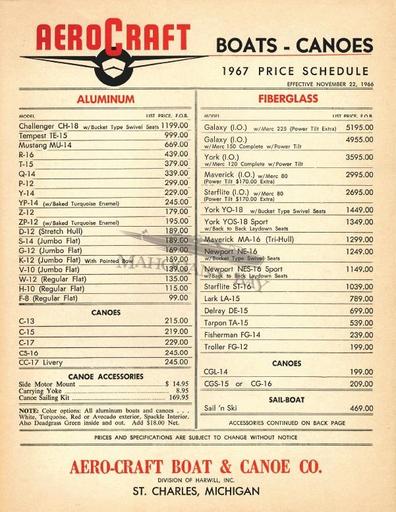 AEROCRAFT
BOATS - CANOES
1967 PRICE SCHEDULE
EFFECTIVE NOVEMBER 22, 1966
ALUMINUM
MODEL LIST PRICE, F.O.B.
Challenger CH-18 w/Bucket Type Swivel Seats 1199.00
Tempest TE-15 999.00
Mustang MU-14 669.00
R-16 439.00
T-15 379.00
Q-14 339.00
P-12 299.00
Y-14 229.00
YP-14 (w/Baked Turquoise Enamel) 245.00
Z-12 179.00
ZP-12 (w/Baked Turquoise Enamel) 195.00
D-12 (Stretch Hull) 189.00
S-14 (Jumbo Flat) 189.00
G-12 (Jumbo Flat) 169.00
K-12 (Jumbo Flat) With Pointed Bow 159.00
V-10 (Jumbo Flat) 139.00
W-12 (Regular Flat) 135.00
H-10 (Regular Flat) 115.00
F-8 (Regular Flat) 99.00
CANOES
C-13 215.00
C-15 219.00
C-17 229.00
CS-16 245.00
CC-17 Livery 245.00
CANOE ACCESSORIES
Side Motor Mount $ 14.95
Carrying Yoke 8.95
Canoe Sailing Kit 169.95
NOTE: Color options: All aluminum boats and canoes . . .
White, Turquoise, Red or Avocado exterior, Spackle Interior.
Also Deadgrass Green inside and out. Add $18.00 Net.
FIBERGLASS
MODEL LIST PRICE, F.O.B.
Galaxy (I.O.) w/Merc 225 (Power Tilt Extra) 5195.00
Galaxy (I.O.) 4955.00
w/Merc 150 Complete w/Power Tilt
York (I.O.) 3595.00
w/Merc 120 Complete w/Power Tilt
Maverick (I.O.) w/Merc 80 2995.00
(Power Tilt $170.00 Extra)
Starflite (I.O.) w/Merc 80 2695.00
(Power Tilt $170.00 Extra)
York YO-18 w/Bucket Type Swivel Seats 1449.00
York YOS-18 Sport 1349.00
w/Back to Back Laydown Seats
Maverick MA-16 (Tri-Hull) 1299.00
Newport NE-16 1249.00
w/Bucket Type Swivel Seats
Newport NES-16 Sport 1149.00
w/Back to Back Laydown Seats
Starflite ST-16 1039.00
Lark LA-15 789.00
Delray DE-15 699.00
Tarpon TA-15 539.00
Fisherman FG-14 239.00
Troller FG-12 199.00
CANOES
CGL-14 199.00
CGS-15 or CG-16 209.00
SAIL-BOAT
Sail 'n Ski 469.00
ACCESSORIES CONTINUED ON BACK PAGE
PRICES AND SPECIFICATIONS ARE SUBJECT TO CHANGE WITHOUT NOTICE
AERO-CRAFT BOAT & CANOE CO.
DIVISION OF HARWILL, INC.
ST. CHARLES, MICHIGAN